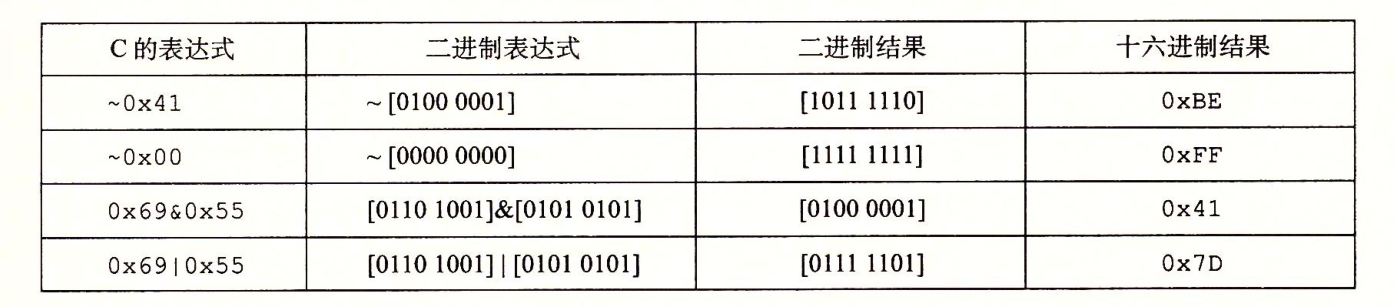 C 的表达式 二进制表达式 二进制结果 十六进制结果
~0x41 ~ [0100 0001] [1011 1110] 0xBE
~0x00 ~ [0000 0000] [1111 1111] 0xFF
0x69&0x55 [0110 1001]&[0101 0101] [0100 0001] 0x41
0x69|0x55 [0110 1001] | [0101 0101] [0111 1101] 0x7D